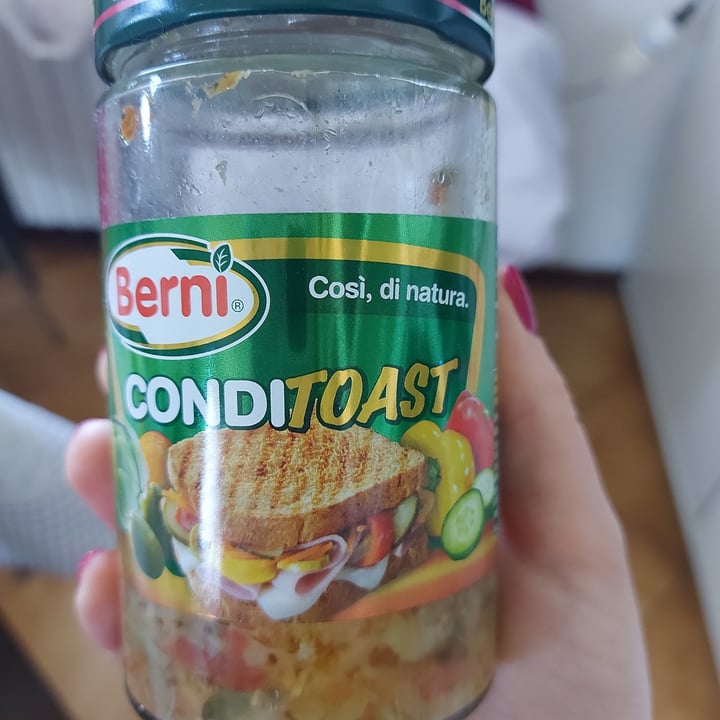 Berni®
Così, di natura.
CONDITOAST